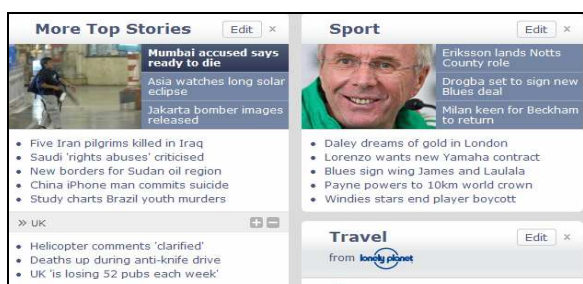 More Top Stories
Edit ×
Mumbai accused says
ready to die
Asia watches long solar
eclipse
Jakarta bomber images
released
• Five Iran pilgrims killed in Iraq
• Saudi 'rights abuses' criticised
• New borders for Sudan oil region
• China iPhone man commits suicide
• Study charts Brazil youth murders
» UK
• Helicopter comments 'clarified'
• Deaths up during anti-knife drive
• UK 'is losing 52 pubs each week'
Sport
Edit ×
Eriksson lands Notts
County role
Drogba set to sign new
Blues deal
Milan keen for Beckham
to return
• Daley dreams of gold in London
• Lorenzo wants new Yamaha contract
• Blues sign wing James and Laulala
• Payne powers to 10km world crown
• Windies stars end player boycott
Travel
Edit ×
from lonely planet